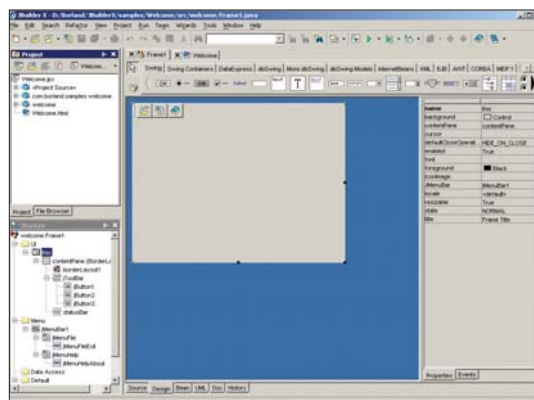 JBuilder X - D:/Borland/JBuilderX/samples/Welcome/src/welcome/Frame1.java
File Edit Search Refactor View Project Run Team Wizards Tools Window Help
Project
Welcome....
Welcome.jpx
<Project Source>
com.borland.samples.welcome
welcome
Welcome.html
Project File Browser
Frame1 Welcome
Swing Swing Containers DataExpress dbSwing More dbSwing dbSwing Models InternetBeans XML EJB AWT CORBA
OK
Structure
welcome.Frame1
UI
this
contentPane (BorderLa
borderLayout1
jToolBar
jButton1
jButton2
jButton3
statusBar
Menu
jMenuBar1
jMenuFile
jMenuFileExit
jMenuHelp
jMenuHelpAbout
Data Access
Default
name this
background Control
contentPane contentPane
cursor
defaultCloseOperati... HIDE_ON_CLOSE
enabled True
font
foreground Black
iconImage
JMenuBar jMenuBar1
locale <default>
resizable True
state NORMAL
title Frame Title
Properties Events
Source Design Bean UML Doc History